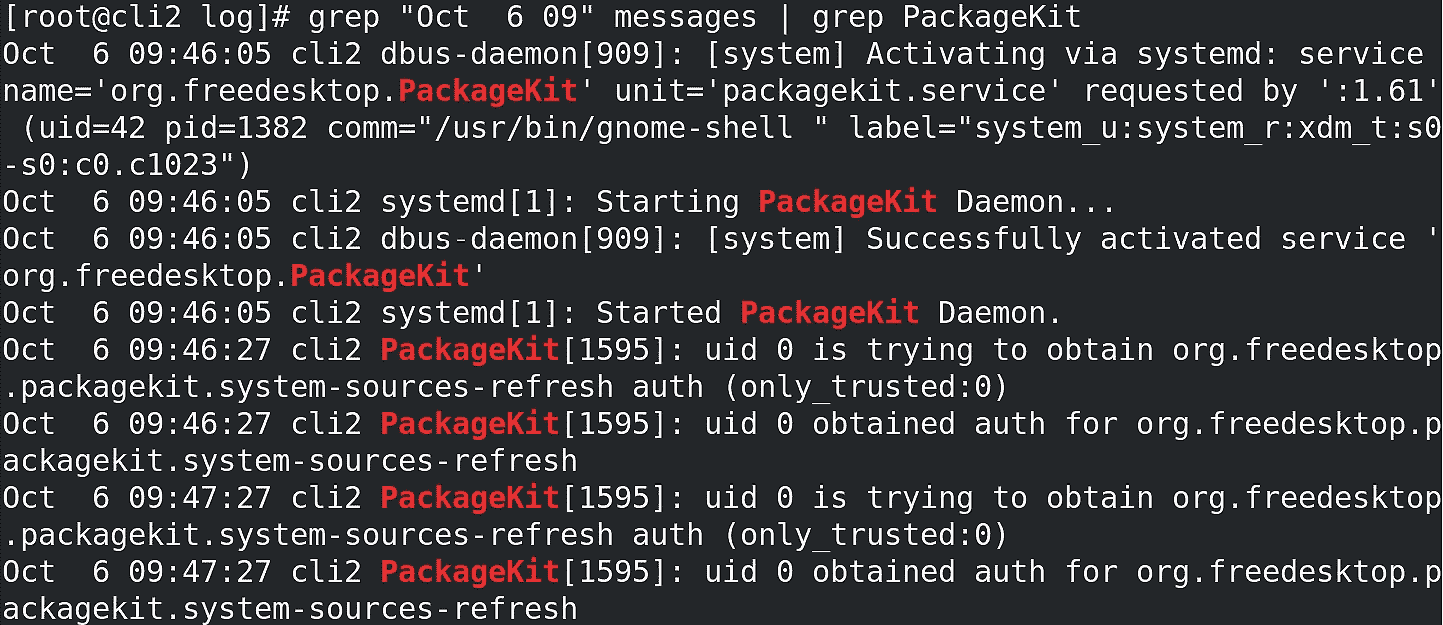 [root@cli2 log]# grep "Oct  6 09" messages | grep PackageKit
Oct  6 09:46:05 cli2 dbus-daemon[909]: [system] Activating via systemd: service
name='org.freedesktop.PackageKit' unit='packagekit.service' requested by ':1.61'
 (uid=42 pid=1382 comm="/usr/bin/gnome-shell " label="system_u:system_r:xdm_t:s0
-s0:c0.c1023")
Oct  6 09:46:05 cli2 systemd[1]: Starting PackageKit Daemon...
Oct  6 09:46:05 cli2 dbus-daemon[909]: [system] Successfully activated service '
org.freedesktop.PackageKit'
Oct  6 09:46:05 cli2 systemd[1]: Started PackageKit Daemon.
Oct  6 09:46:27 cli2 PackageKit[1595]: uid 0 is trying to obtain org.freedesktop
.packagekit.system-sources-refresh auth (only_trusted:0)
Oct  6 09:46:27 cli2 PackageKit[1595]: uid 0 obtained auth for org.freedesktop.p
ackagekit.system-sources-refresh
Oct  6 09:47:27 cli2 PackageKit[1595]: uid 0 is trying to obtain org.freedesktop
.packagekit.system-sources-refresh auth (only_trusted:0)
Oct  6 09:47:27 cli2 PackageKit[1595]: uid 0 obtained auth for org.freedesktop.p
ackagekit.system-sources-refresh